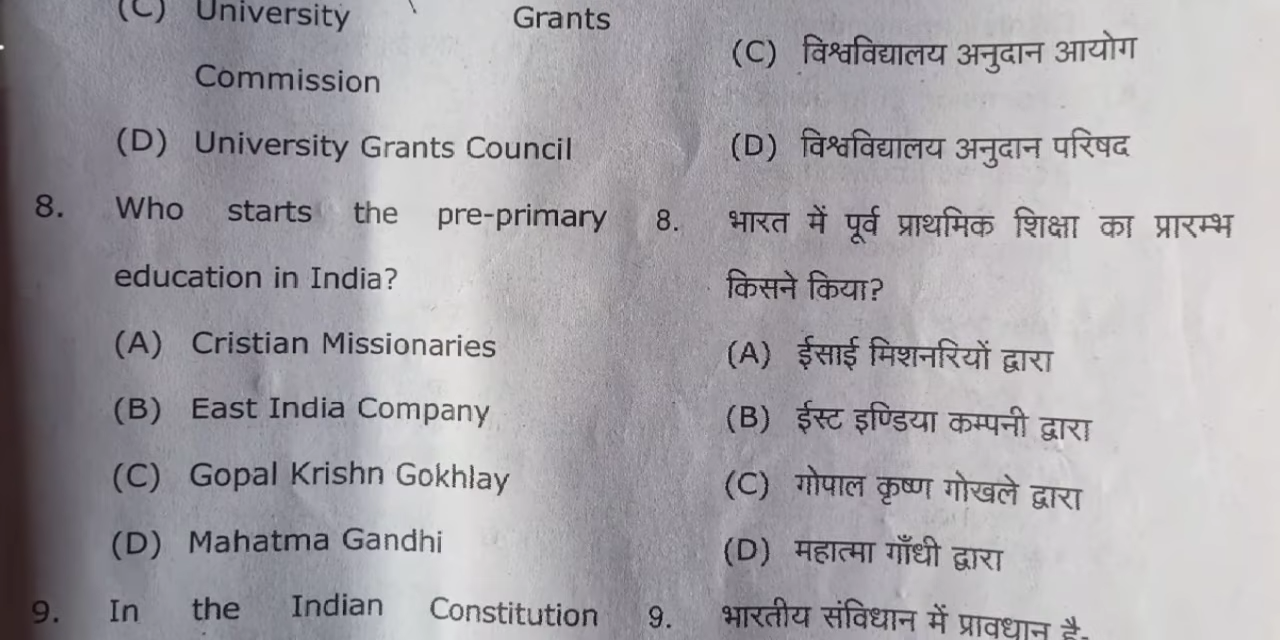 (C) University Grants
Commission
(D) University Grants Council
8. Who starts the pre-primary
education in India?
(A) Cristian Missionaries
(B) East India Company
(C) Gopal Krishn Gokhlay
(D) Mahatma Gandhi
9. In the Indian Constitution
(C) विश्वविद्यालय अनुदान आयोग
(D) विश्वविद्यालय अनुदान परिषद
8. भारत में पूर्व प्राथमिक शिक्षा का प्रारम्भ
किसने किया?
(A) ईसाई मिशनरियों द्वारा
(B) ईस्ट इण्डिया कम्पनी द्वारा
(C) गोपाल कृष्ण गोखले द्वारा
(D) महात्मा गाँधी द्वारा
9. भारतीय संविधान में प्रावधान है-